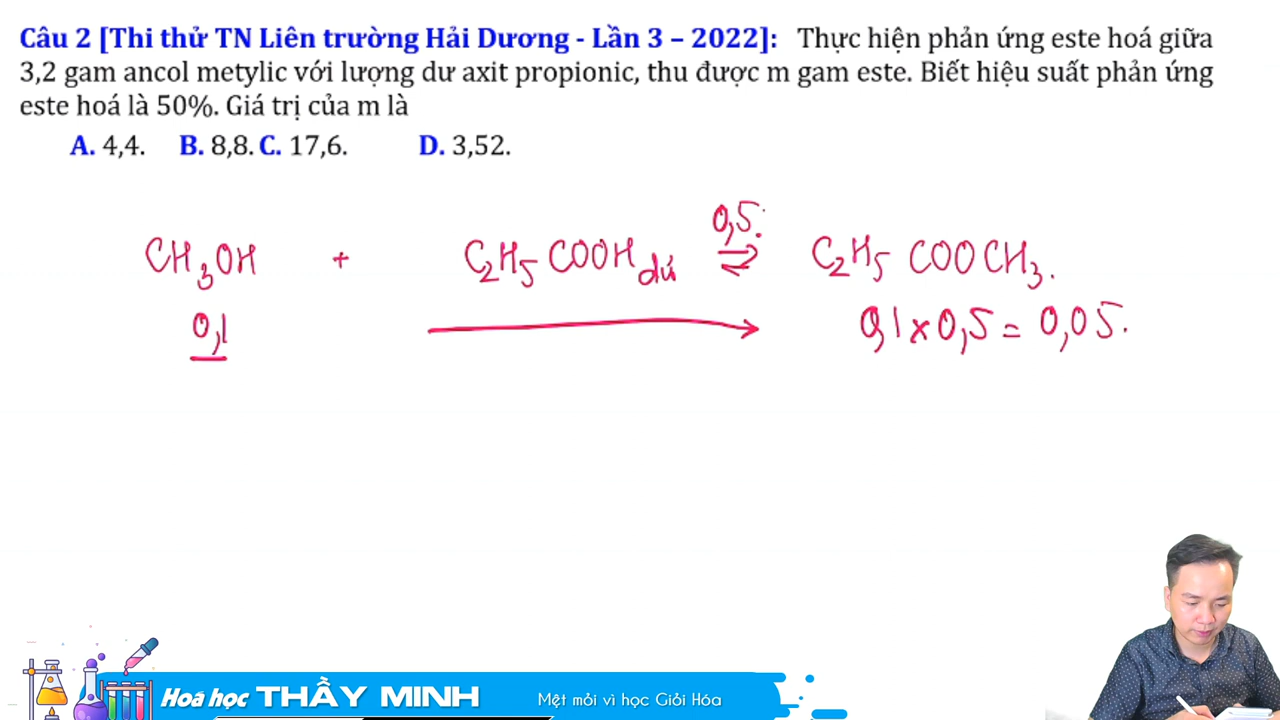 Câu 2 [Thi thử TN Liên trường Hải Dương - Lần 3 – 2022]: Thực hiện phản ứng este hoá giữa
3,2 gam ancol metylic với lượng dư axit propionic, thu được m gam este. Biết hiệu suất phản ứng
este hoá là 50%. Giá trị của m là
A. 4,4. B. 8,8. C. 17,6. D. 3,52.
0,5.
CH₃OH + C₂H₅COOH dư ⇌ C₂H₅COOCH₃.
0,1 → 0,1 × 0,5 = 0,05.
Hoá học THẦY MINH Mệt mỏi vì học Giỏi Hóa